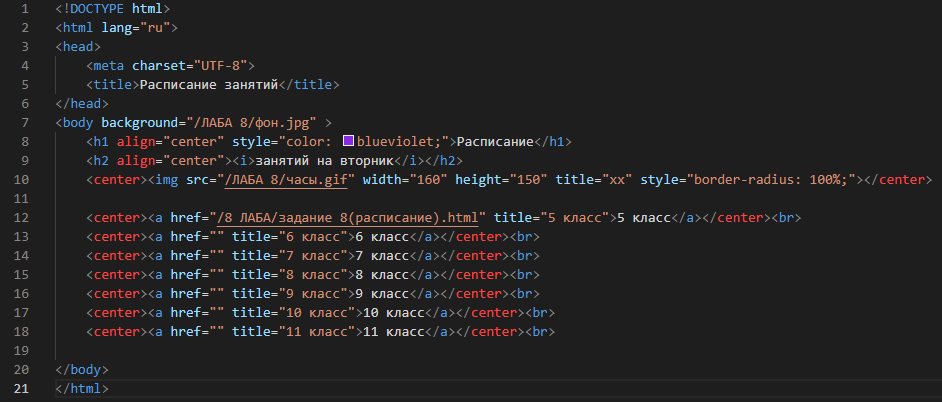 1 <!DOCTYPE html>
2 <html lang="ru">
3 <head>
4     <meta charset="UTF-8">
5     <title>Расписание занятий</title>
6 </head>
7 <body background="/ЛАБА 8/фон.jpg" >
8     <h1 align="center" style="color: blueviolet;">Расписание</h1>
9     <h2 align="center"><i>занятий на вторник</i></h2>
10     <center><img src="/ЛАБА 8/часы.gif" width="160" height="150" title="xx" style="border-radius: 100%;"></center>
11
12     <center><a href="/8 ЛАБА/задание 8(расписание).html" title="5 класс">5 класс</a></center><br>
13     <center><a href="" title="6 класс">6 класс</a></center><br>
14     <center><a href="" title="7 класс">7 класс</a></center><br>
15     <center><a href="" title="8 класс">8 класс</a></center><br>
16     <center><a href="" title="9 класс">9 класс</a></center><br>
17     <center><a href="" title="10 класс">10 класс</a></center><br>
18     <center><a href="" title="11 класс">11 класс</a></center><br>
19
20 </body>
21 </html>